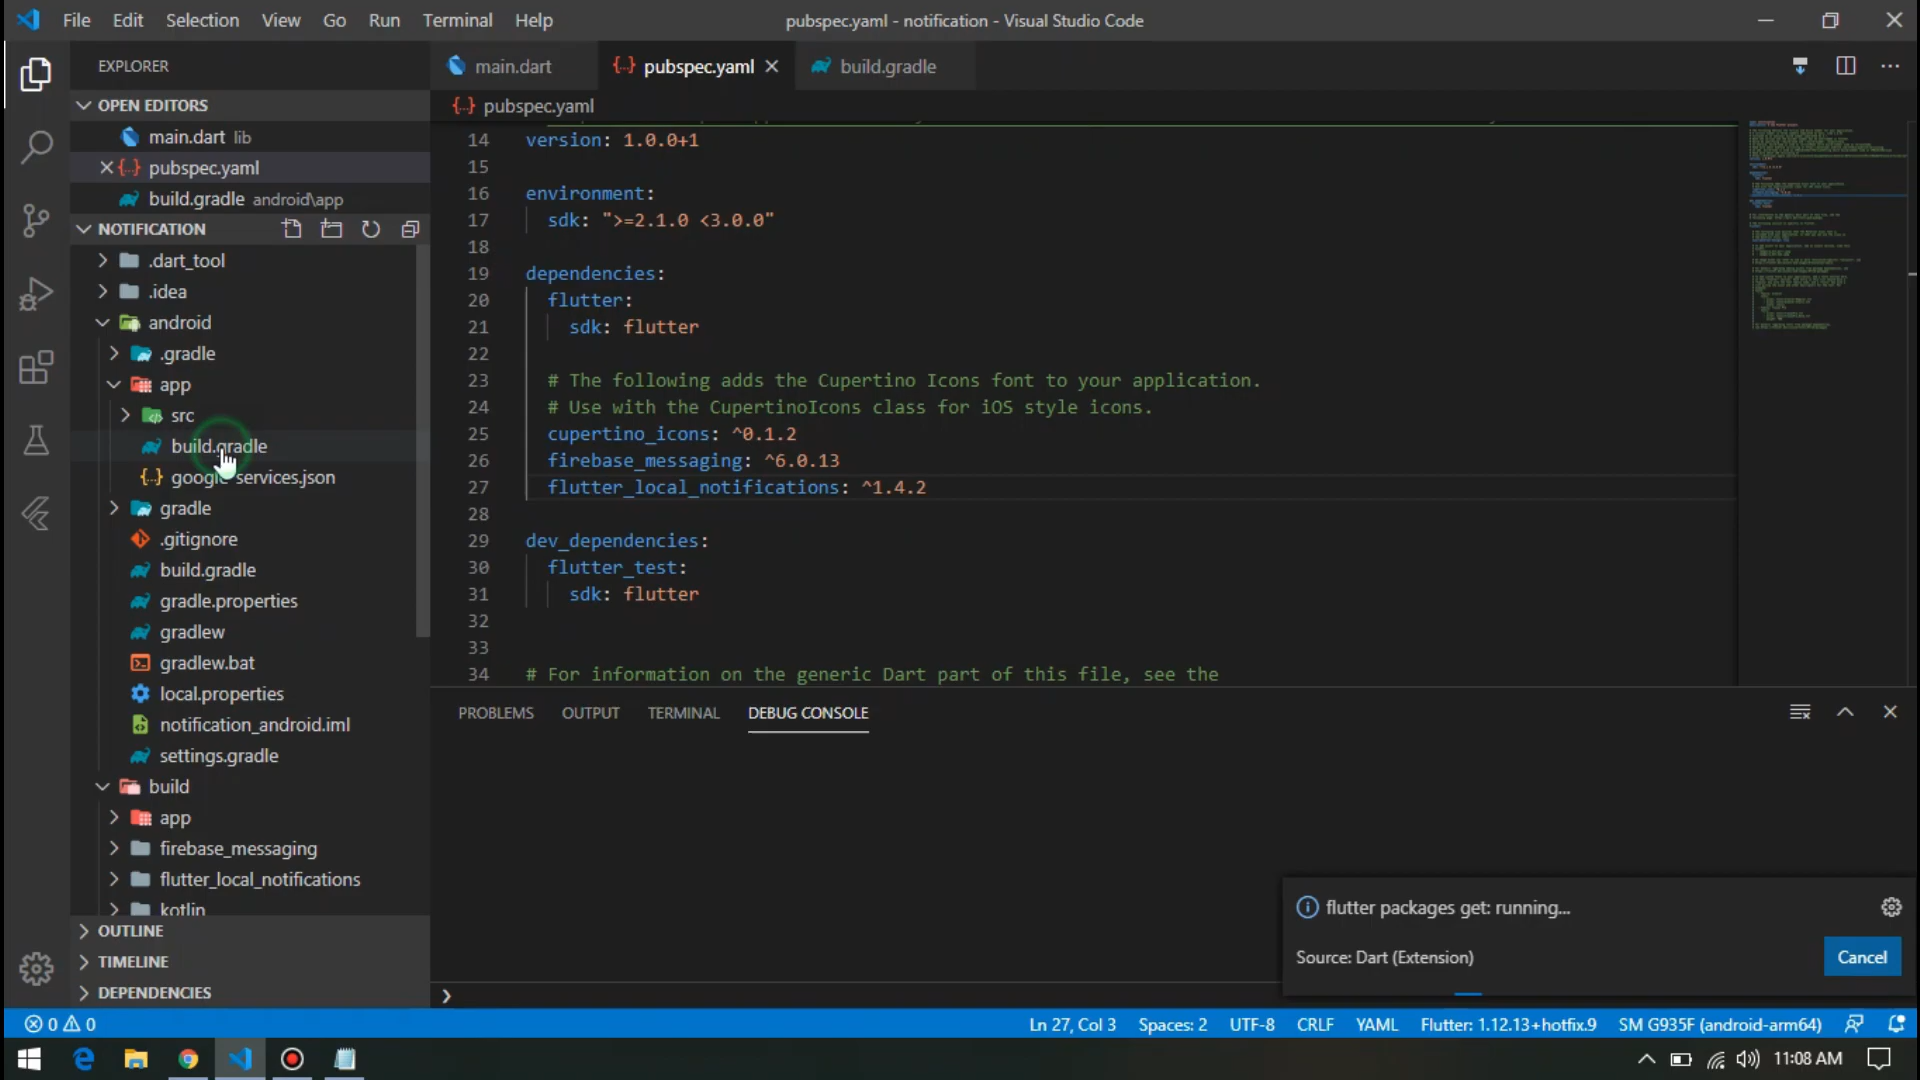 File Edit Selection View Go Run Terminal Help
pubspec.yaml - notification - Visual Studio Code
EXPLORER
OPEN EDITORS
main.dart lib
pubspec.yaml
build.gradle android\app
NOTIFICATION
.dart_tool
.idea
android
.gradle
app
src
build.gradle
google-services.json
gradle
.gitignore
build.gradle
gradle.properties
gradlew
gradlew.bat
local.properties
notification_android.iml
settings.gradle
build
app
firebase_messaging
flutter_local_notifications
kotlin
OUTLINE
TIMELINE
DEPENDENCIES
main.dart
pubspec.yaml
build.gradle
pubspec.yaml
14 version: 1.0.0+1
15
16 environment:
17 sdk: ">=2.1.0 <3.0.0"
18
19 dependencies:
20 flutter:
21 sdk: flutter
22
23 # The following adds the Cupertino Icons font to your application.
24 # Use with the CupertinoIcons class for iOS style icons.
25 cupertino_icons: ^0.1.2
26 firebase_messaging: ^6.0.13
27 flutter_local_notifications: ^1.4.2
28
29 dev_dependencies:
30 flutter_test:
31 sdk: flutter
32
33
34 # For information on the generic Dart part of this file, see the
PROBLEMS OUTPUT TERMINAL DEBUG CONSOLE
flutter packages get: running...
Source: Dart (Extension)
Cancel
0 0
Ln 27, Col 3 Spaces: 2 UTF-8 CRLF YAML Flutter: 1.12.13+hotfix.9 SM G935F (android-arm64)
11:08 AM